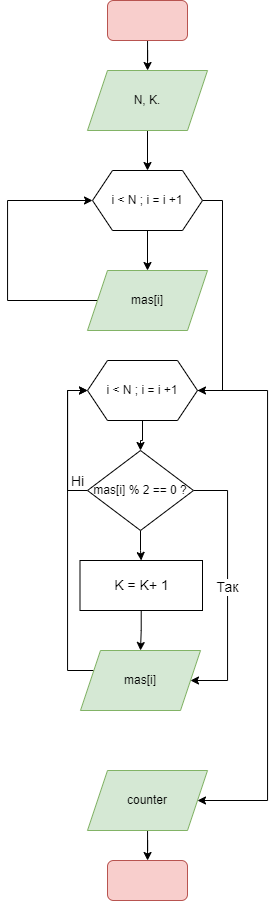 N, K.
i < N ; i = i +1
mas[i]
i < N ; i = i +1
Ні
mas[i] % 2 == 0 ?
K = K+ 1
Так
mas[i]
counter